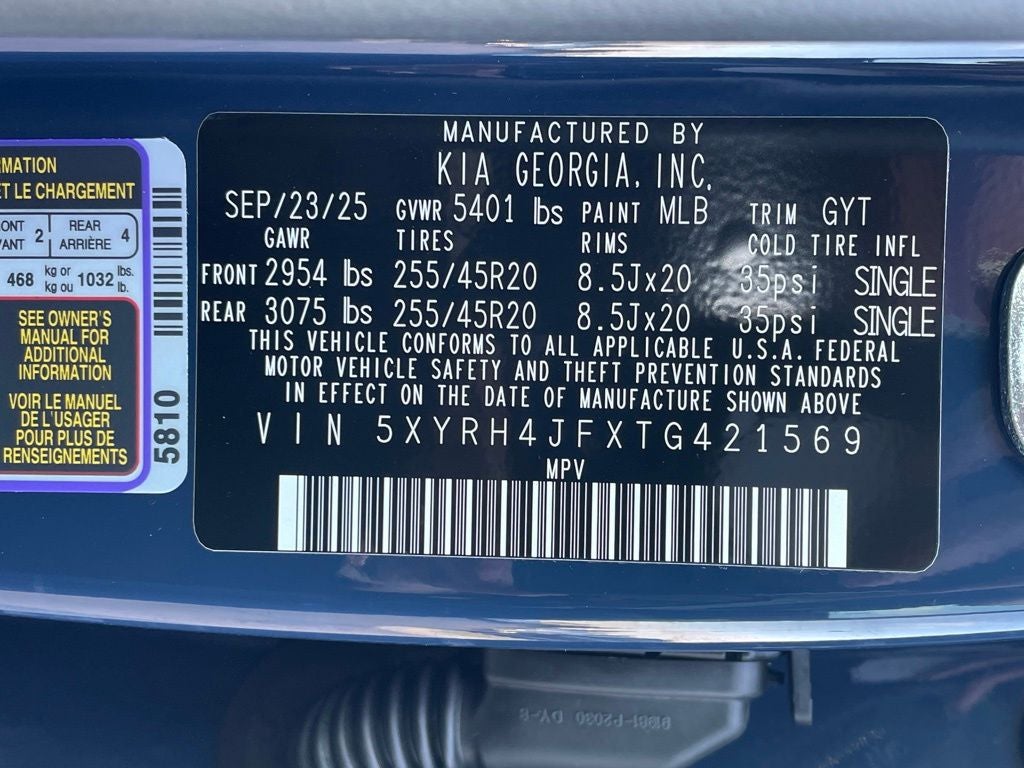 RMATION
ET LE CHARGEMENT
ONT 2 REAR 4
VANT ARRIÈRE
468 kg or 1032 lbs.
kg ou lb.
SEE OWNER'S
MANUAL FOR
ADDITIONAL
INFORMATION
VOIR LE MANUEL
DE L'USAGER
POUR PLUS DE
RENSEIGNEMENTS
5810
MANUFACTURED BY
KIA GEORGIA, INC.
SEP/23/25 GVWR 5401 lbs PAINT MLB TRIM GYT
GAWR TIRES RIMS COLD TIRE INFL
FRONT 2954 lbs 255/45R20 8.5Jx20 35psi SINGLE
REAR 3075 lbs 255/45R20 8.5Jx20 35psi SINGLE
THIS VEHICLE CONFORMS TO ALL APPLICABLE U.S.A. FEDERAL
MOTOR VEHICLE SAFETY AND THEFT PREVENTION STANDARDS
IN EFFECT ON THE DATE OF MANUFACTURE SHOWN ABOVE
VIN 5XYRH4JFXTG421569
MPV
91981-P2030 DY-8